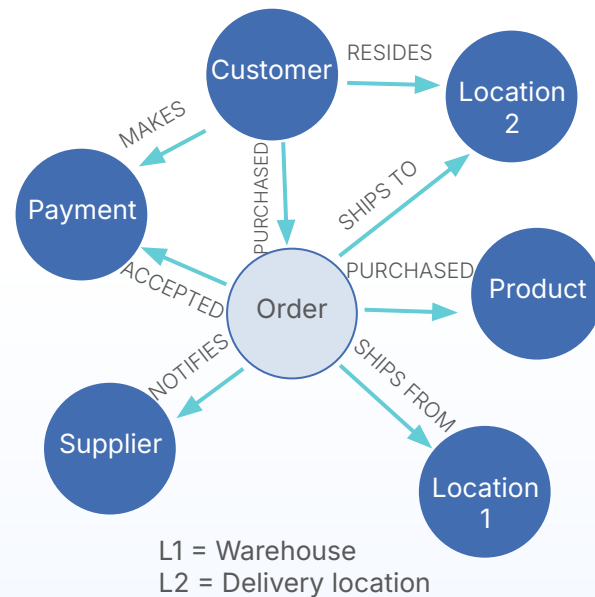 Customer
RESIDES
Location
2
MAKES
PURCHASED
SHIPS TO
Payment
ACCEPTED
Order
PURCHASED
Product
NOTIFIES
SHIPS FROM
Supplier
Location
1
L1 = Warehouse
L2 = Delivery location